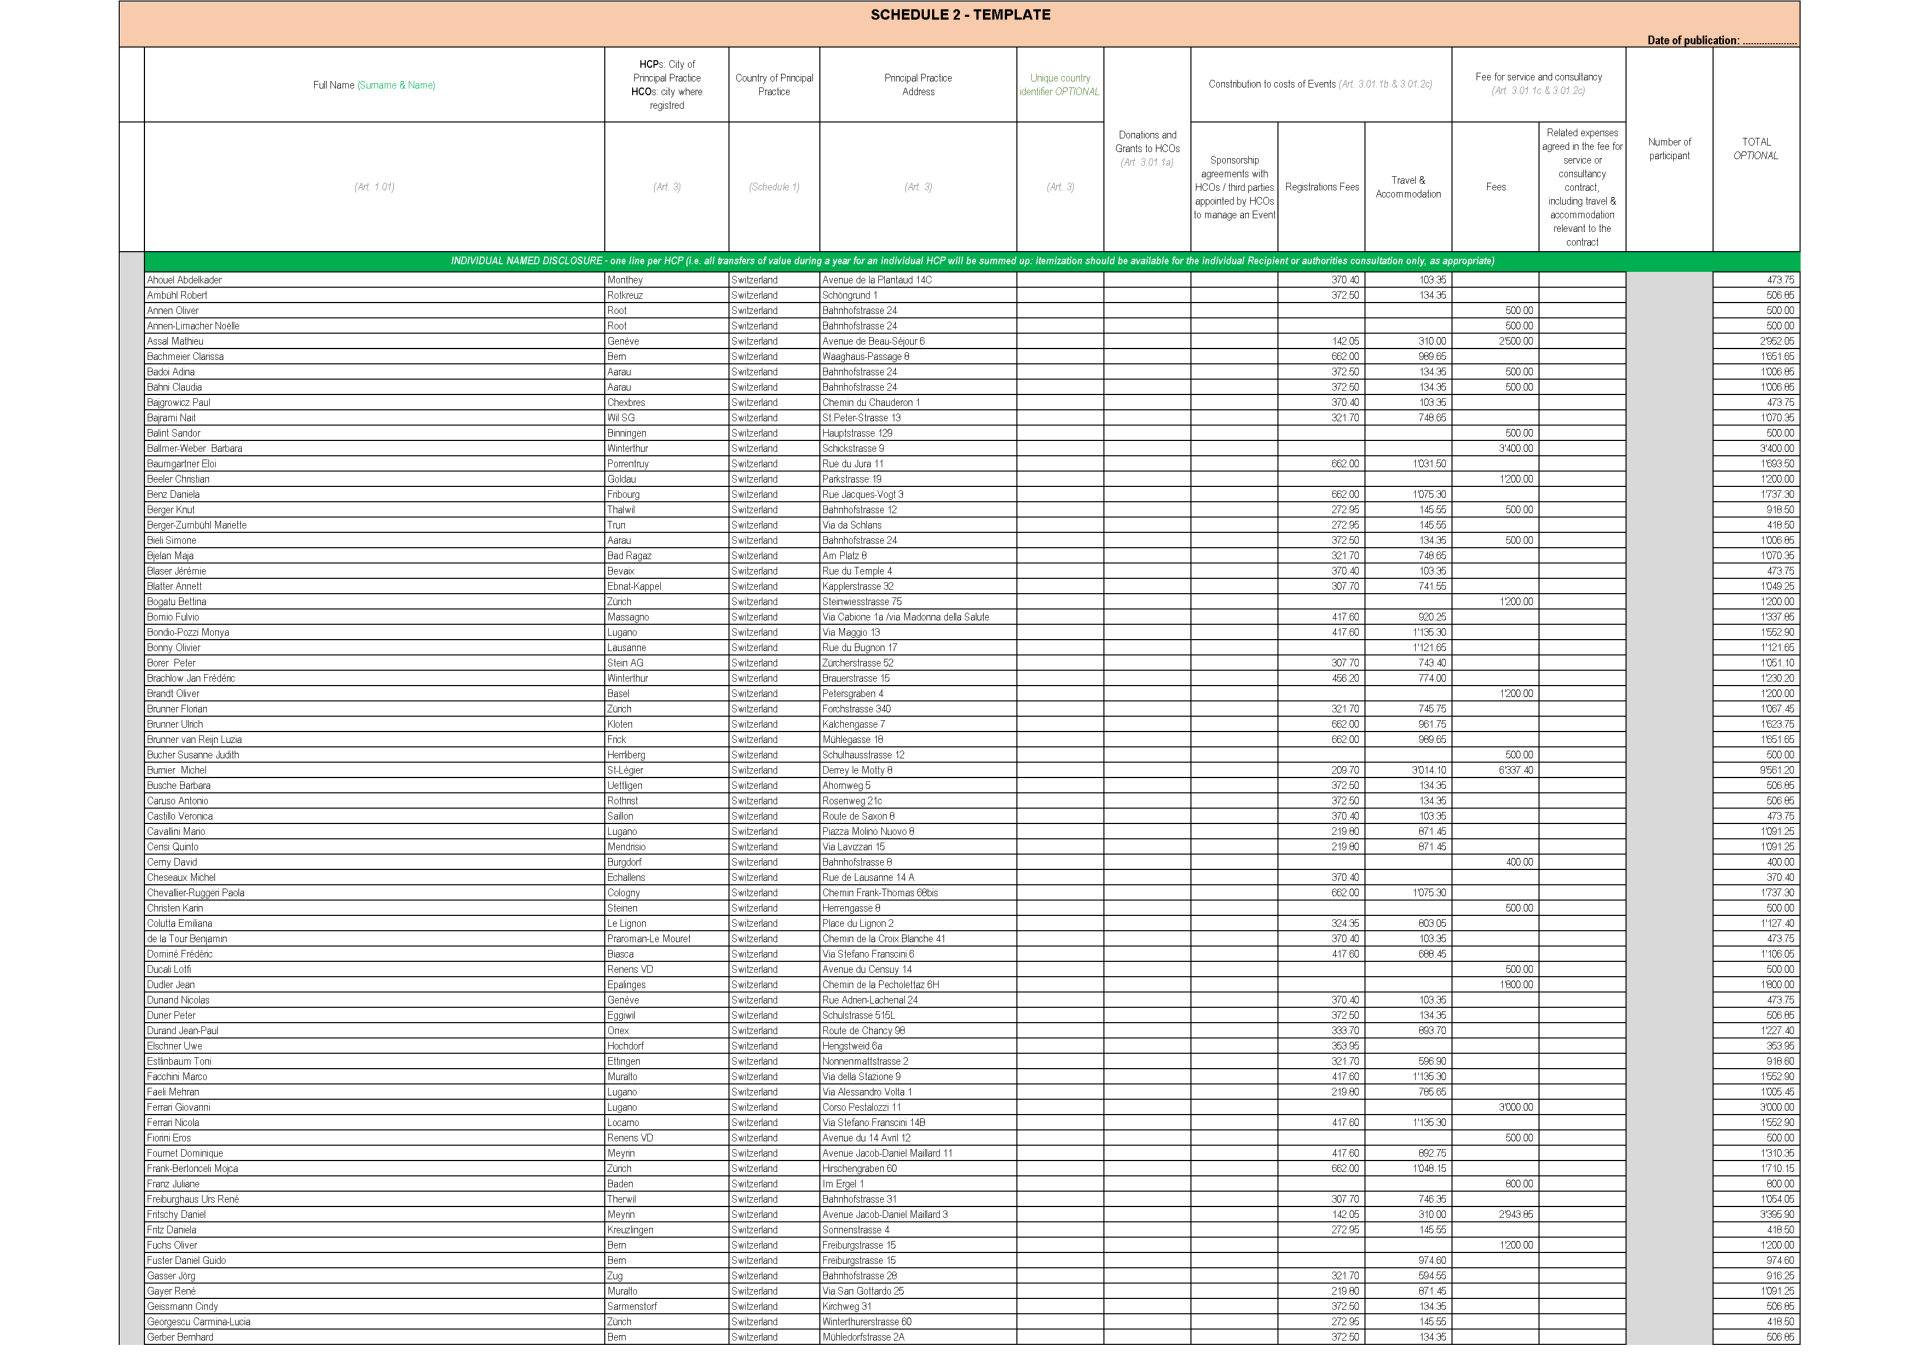 SCHEDULE 2 - TEMPLATE
Date of publication: ....................
Full Name (Surname & Name)
HCPs: City of Principal Practice HCOs: city where registred
Country of Principal Practice
Principal Practice Address
Unique country identifier OPTIONAL
Donations and Grants to HCOs (Art. 3.01.1a)
Constribution to costs of Events (Art. 3.01.1b & 3.01.2c)
Fee for service and consultancy (Art. 3.01.1c & 3.01.2c)
Number of participant
TOTAL OPTIONAL
(Art. 1.01)
(Art. 3)
(Schedule 1)
(Art. 3)
(Art. 3)
Sponsorship agreements with HCOs / third parties appointed by HCOs to manage an Event
Registrations Fees
Travel & Accommodation
Fees
Related expenses agreed in the fee for service or consultancy contract, including travel & accommodation relevant to the contract
INDIVIDUAL NAMED DISCLOSURE - one line per HCP (i.e. all transfers of value during a year for an individual HCP will be summed up: itemization should be available for the individual Recipient or authorities consultation only, as appropriate)
Ahouel Abdelkader Monthey Switzerland Avenue de la Plantaud 14C 370.40 103.35 473.75
Ambühl Robert Rotkreuz Switzerland Schöngrund 1 372.50 134.35 506.85
Annen Oliver Root Switzerland Bahnhofstrasse 24 500.00 500.00
Annen-Limacher Noëlle Root Switzerland Bahnhofstrasse 24 500.00 500.00
Assal Mathieu Genève Switzerland Avenue de Beau-Séjour 6 142.05 310.00 2'500.00 2'952.05
Bachmeier Clarissa Bern Switzerland Waaghaus-Passage 8 662.00 989.65 1'651.65
Badoi Adina Aarau Switzerland Bahnhofstrasse 24 372.50 134.35 500.00 1'006.85
Bähni Claudia Aarau Switzerland Bahnhofstrasse 24 372.50 134.35 500.00 1'006.85
Bajgrowicz Paul Chexbres Switzerland Chemin du Chauderon 1 370.40 103.35 473.75
Bajrami Nait Wil SG Switzerland St.Peter-Strasse 13 321.70 748.65 1'070.35
Balint Sandor Binningen Switzerland Hauptstrasse 129 500.00 500.00
Ballmer-Weber Barbara Winterthur Switzerland Schickstrasse 9 3'400.00 3'400.00
Baumgartner Eloi Porrentruy Switzerland Rue du Jura 11 662.00 1'031.50 1'693.50
Beeler Christian Goldau Switzerland Parkstrasse 19 1'200.00 1'200.00
Benz Daniela Fribourg Switzerland Rue Jacques-Vogt 3 662.00 1'075.30 1'737.30
Berger Knut Thalwil Switzerland Bahnhofstrasse 12 272.95 145.55 500.00 918.50
Berger-Zumbühl Mariette Trun Switzerland Via da Schlans 272.95 145.55 418.50
Bieli Simone Aarau Switzerland Bahnhofstrasse 24 372.50 134.35 500.00 1'006.85
Bjelan Maja Bad Ragaz Switzerland Am Platz 8 321.70 748.65 1'070.35
Blaser Jérémie Bevaix Switzerland Rue du Temple 4 370.40 103.35 473.75
Blatter Annett Ebnat-Kappel Switzerland Kapplerstrasse 32 307.70 741.55 1'049.25
Bogatu Bettina Zürich Switzerland Steinwiesstrasse 75 1'200.00 1'200.00
Bomio Fulvio Massagno Switzerland Via Cabione 1a /via Madonna della Salute 417.60 920.25 1'337.85
Bondio-Pozzi Monya Lugano Switzerland Via Maggio 13 417.60 1'135.30 1'552.90
Bonny Olivier Lausanne Switzerland Rue du Bugnon 17 1'121.65 1'121.65
Borer Peter Stein AG Switzerland Zürcherstrasse 52 307.70 743.40 1'051.10
Brachlow Jan Frédéric Winterthur Switzerland Brauerstrasse 15 456.20 774.00 1'230.20
Brandt Oliver Basel Switzerland Petersgraben 4 1'200.00 1'200.00
Brunner Florian Zürich Switzerland Forchstrasse 340 321.70 745.75 1'067.45
Brunner Ulrich Kloten Switzerland Kalchengasse 7 662.00 961.75 1'623.75
Brunner van Reijn Luzia Frick Switzerland Mühlegasse 18 662.00 989.65 1'651.65
Bucher Susanne Judith Herrliberg Switzerland Schulhausstrasse 12 500.00 500.00
Burnier Michel St-Légier Switzerland Derrey le Motty 8 209.70 3'014.10 6'337.40 9'561.20
Busche Barbara Uettligen Switzerland Ahornweg 5 372.50 134.35 506.85
Caruso Antonio Rothrist Switzerland Rosenweg 21c 372.50 134.35 506.85
Castillo Veronica Saillon Switzerland Route de Saxon 8 370.40 103.35 473.75
Cavallini Mario Lugano Switzerland Piazza Molino Nuovo 8 219.80 871.45 1'091.25
Censi Quinto Mendrisio Switzerland Via Lavizzari 15 219.80 871.45 1'091.25
Cerny David Burgdorf Switzerland Bahnhofstrasse 8 400.00 400.00
Cheseaux Michel Echallens Switzerland Rue de Lausanne 14 A 370.40 370.40
Chevallier-Ruggeri Paola Cologny Switzerland Chemin Frank-Thomas 68bis 662.00 1'075.30 1'737.30
Christen Karin Steinen Switzerland Herrengasse 8 500.00 500.00
Colutta Emiliana Le Lignon Switzerland Place du Lignon 2 324.35 803.05 1'127.40
de la Tour Benjamin Praroman-Le Mouret Switzerland Chemin de la Croix Blanche 41 370.40 103.35 473.75
Dominé Frédéric Biasca Switzerland Via Stefano Franscini 6 417.60 688.45 1'106.05
Ducali Lotfi Renens VD Switzerland Avenue du Censuy 14 500.00 500.00
Dudler Jean Epalinges Switzerland Chemin de la Pecholettaz 6H 1'800.00 1'800.00
Dunand Nicolas Genève Switzerland Rue Adrien-Lachenal 24 370.40 103.35 473.75
Duner Peter Eggiwil Switzerland Schulstrasse 515L 372.50 134.35 506.85
Durand Jean-Paul Onex Switzerland Route de Chancy 98 333.70 893.70 1'227.40
Elschner Uwe Hochdorf Switzerland Hengstweid 6a 353.95 353.95
Estlinbaum Toni Ettingen Switzerland Nonnenmattstrasse 2 321.70 596.90 918.60
Facchini Marco Muralto Switzerland Via della Stazione 9 417.60 1'135.30 1'552.90
Faeli Mehran Lugano Switzerland Via Alessandro Volta 1 219.80 785.65 1'005.45
Ferrari Giovanni Lugano Switzerland Corso Pestalozzi 11 3'000.00 3'000.00
Ferrari Nicola Locarno Switzerland Via Stefano Franscini 14B 417.60 1'135.30 1'552.90
Fiorini Eros Renens VD Switzerland Avenue du 14 Avril 12 500.00 500.00
Fournet Dominique Meyrin Switzerland Avenue Jacob-Daniel Maillard 11 417.60 892.75 1'310.35
Frank-Bertonceli Mojca Zürich Switzerland Hirschengraben 60 662.00 1'048.15 1'710.15
Franz Juliane Baden Switzerland Im Ergel 1 800.00 800.00
Freiburghaus Urs René Therwil Switzerland Bahnhofstrasse 31 307.70 746.35 1'054.05
Fritschy Daniel Meyrin Switzerland Avenue Jacob-Daniel Maillard 3 142.05 310.00 2'943.85 3'395.90
Fritz Daniela Kreuzlingen Switzerland Sonnenstrasse 4 272.95 145.55 418.50
Fuchs Oliver Bern Switzerland Freiburgstrasse 15 1'200.00 1'200.00
Fuster Daniel Guido Bern Switzerland Freiburgstrasse 15 974.60 974.60
Gasser Jörg Zug Switzerland Bahnhofstrasse 28 321.70 594.55 916.25
Gayer René Muralto Switzerland Via San Gottardo 25 219.80 871.45 1'091.25
Geissmann Cindy Sarmenstorf Switzerland Kirchweg 31 372.50 134.35 506.85
Georgescu Carmina-Lucia Zürich Switzerland Winterthurerstrasse 60 272.95 145.55 418.50
Gerber Bernhard Bern Switzerland Mühledorfstrasse 2A 372.50 134.35 506.85